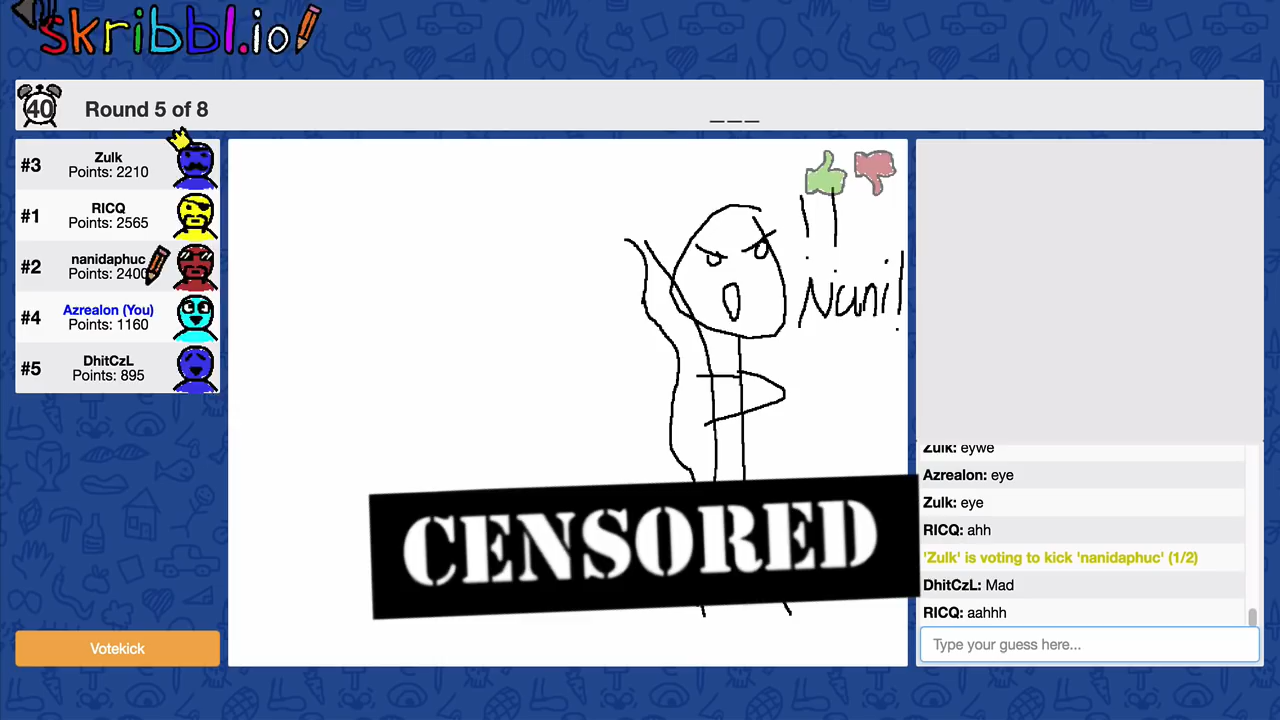 skribbl.io
40
Round 5 of 8
_ _ _
#3
Zulk
Points: 2210
#1
RICQ
Points: 2565
#2
nanidaphuc
Points: 2400
#4
Azrealon (You)
Points: 1160
#5
DhitCzL
Points: 895
!!
Nani!
CENSORED
Zulk: eywe
Azrealon: eye
Zulk: eye
RICQ: ahh
'Zulk' is voting to kick 'nanidaphuc' (1/2)
DhitCzL: Mad
RICQ: aahhh
Type your guess here...
Votekick